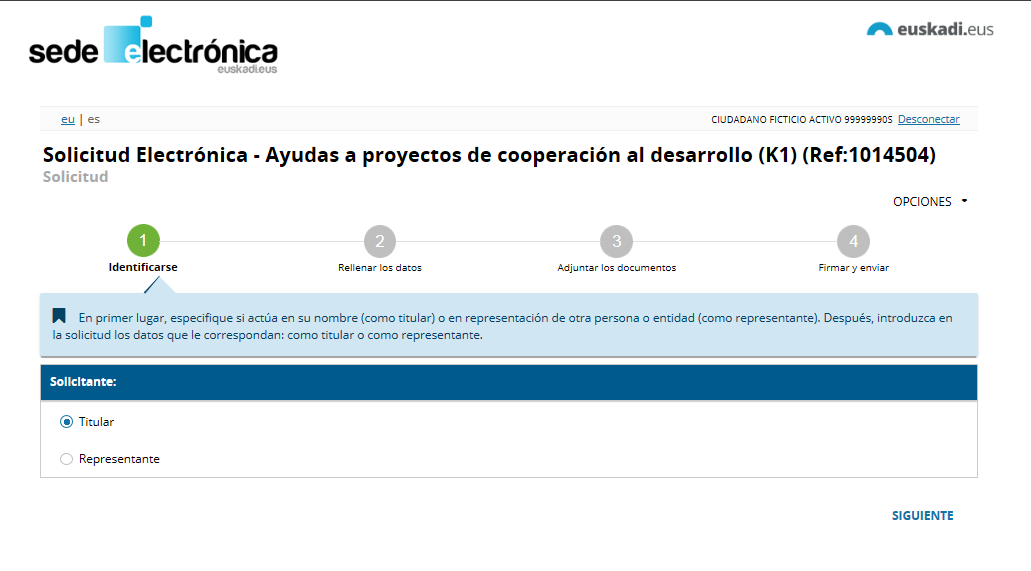 sede electrónica
euskadi.eus
euskadi.eus
eu | es
CIUDADANO FICTICIO ACTIVO 99999990S Desconectar
Solicitud Electrónica - Ayudas a proyectos de cooperación al desarrollo (K1) (Ref:1014504)
Solicitud
OPCIONES
1
2
3
4
Identificarse
Rellenar los datos
Adjuntar los documentos
Firmar y enviar
En primer lugar, especifique si actúa en su nombre (como titular) o en representación de otra persona o entidad (como representante). Después, introduzca en
la solicitud los datos que le correspondan: como titular o como representante.
Solicitante:
Titular
Representante
SIGUIENTE